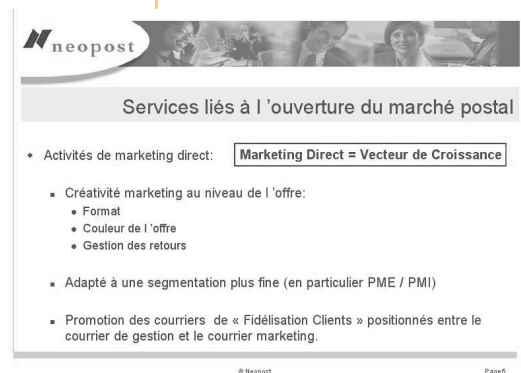 neopost
Services liés à l 'ouverture du marché postal
Activités de marketing direct:
Marketing Direct = Vecteur de Croissance
Créativité marketing au niveau de l 'offre:
Format
Couleur de l 'offre
Gestion des retours
Adapté à une segmentation plus fine (en particulier PME / PMI)
Promotion des courriers de « Fidélisation Clients » positionnés entre le
courrier de gestion et le courrier marketing.
@ Neopost
Page 5